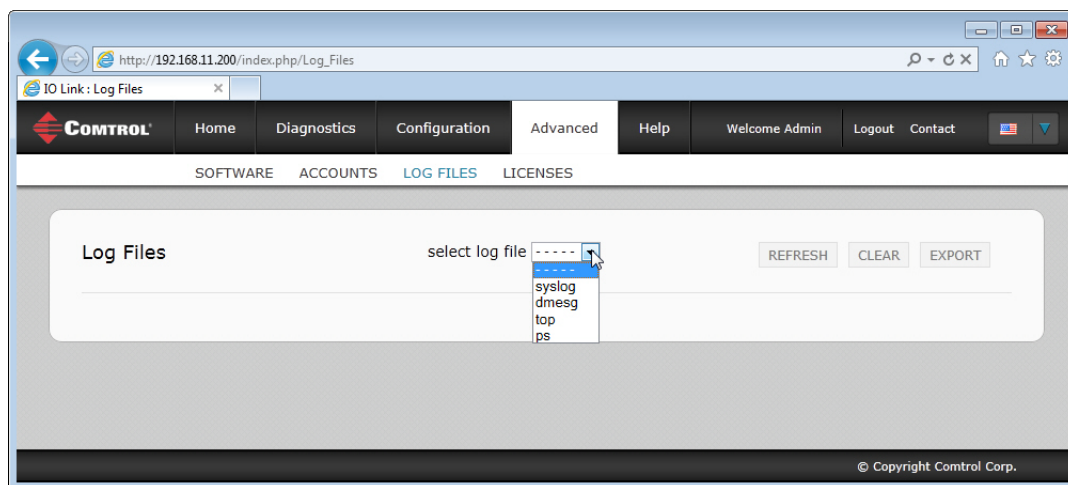 http://192.168.11.200/index.php/Log_Files
IO Link : Log Files
COMTROL®
Home Diagnostics Configuration Advanced Help Welcome Admin Logout Contact
SOFTWARE ACCOUNTS LOG FILES LICENSES
Log Files select log file - - - - - REFRESH CLEAR EXPORT
- - - - -
syslog
dmesg
top
ps
© Copyright Comtrol Corp.